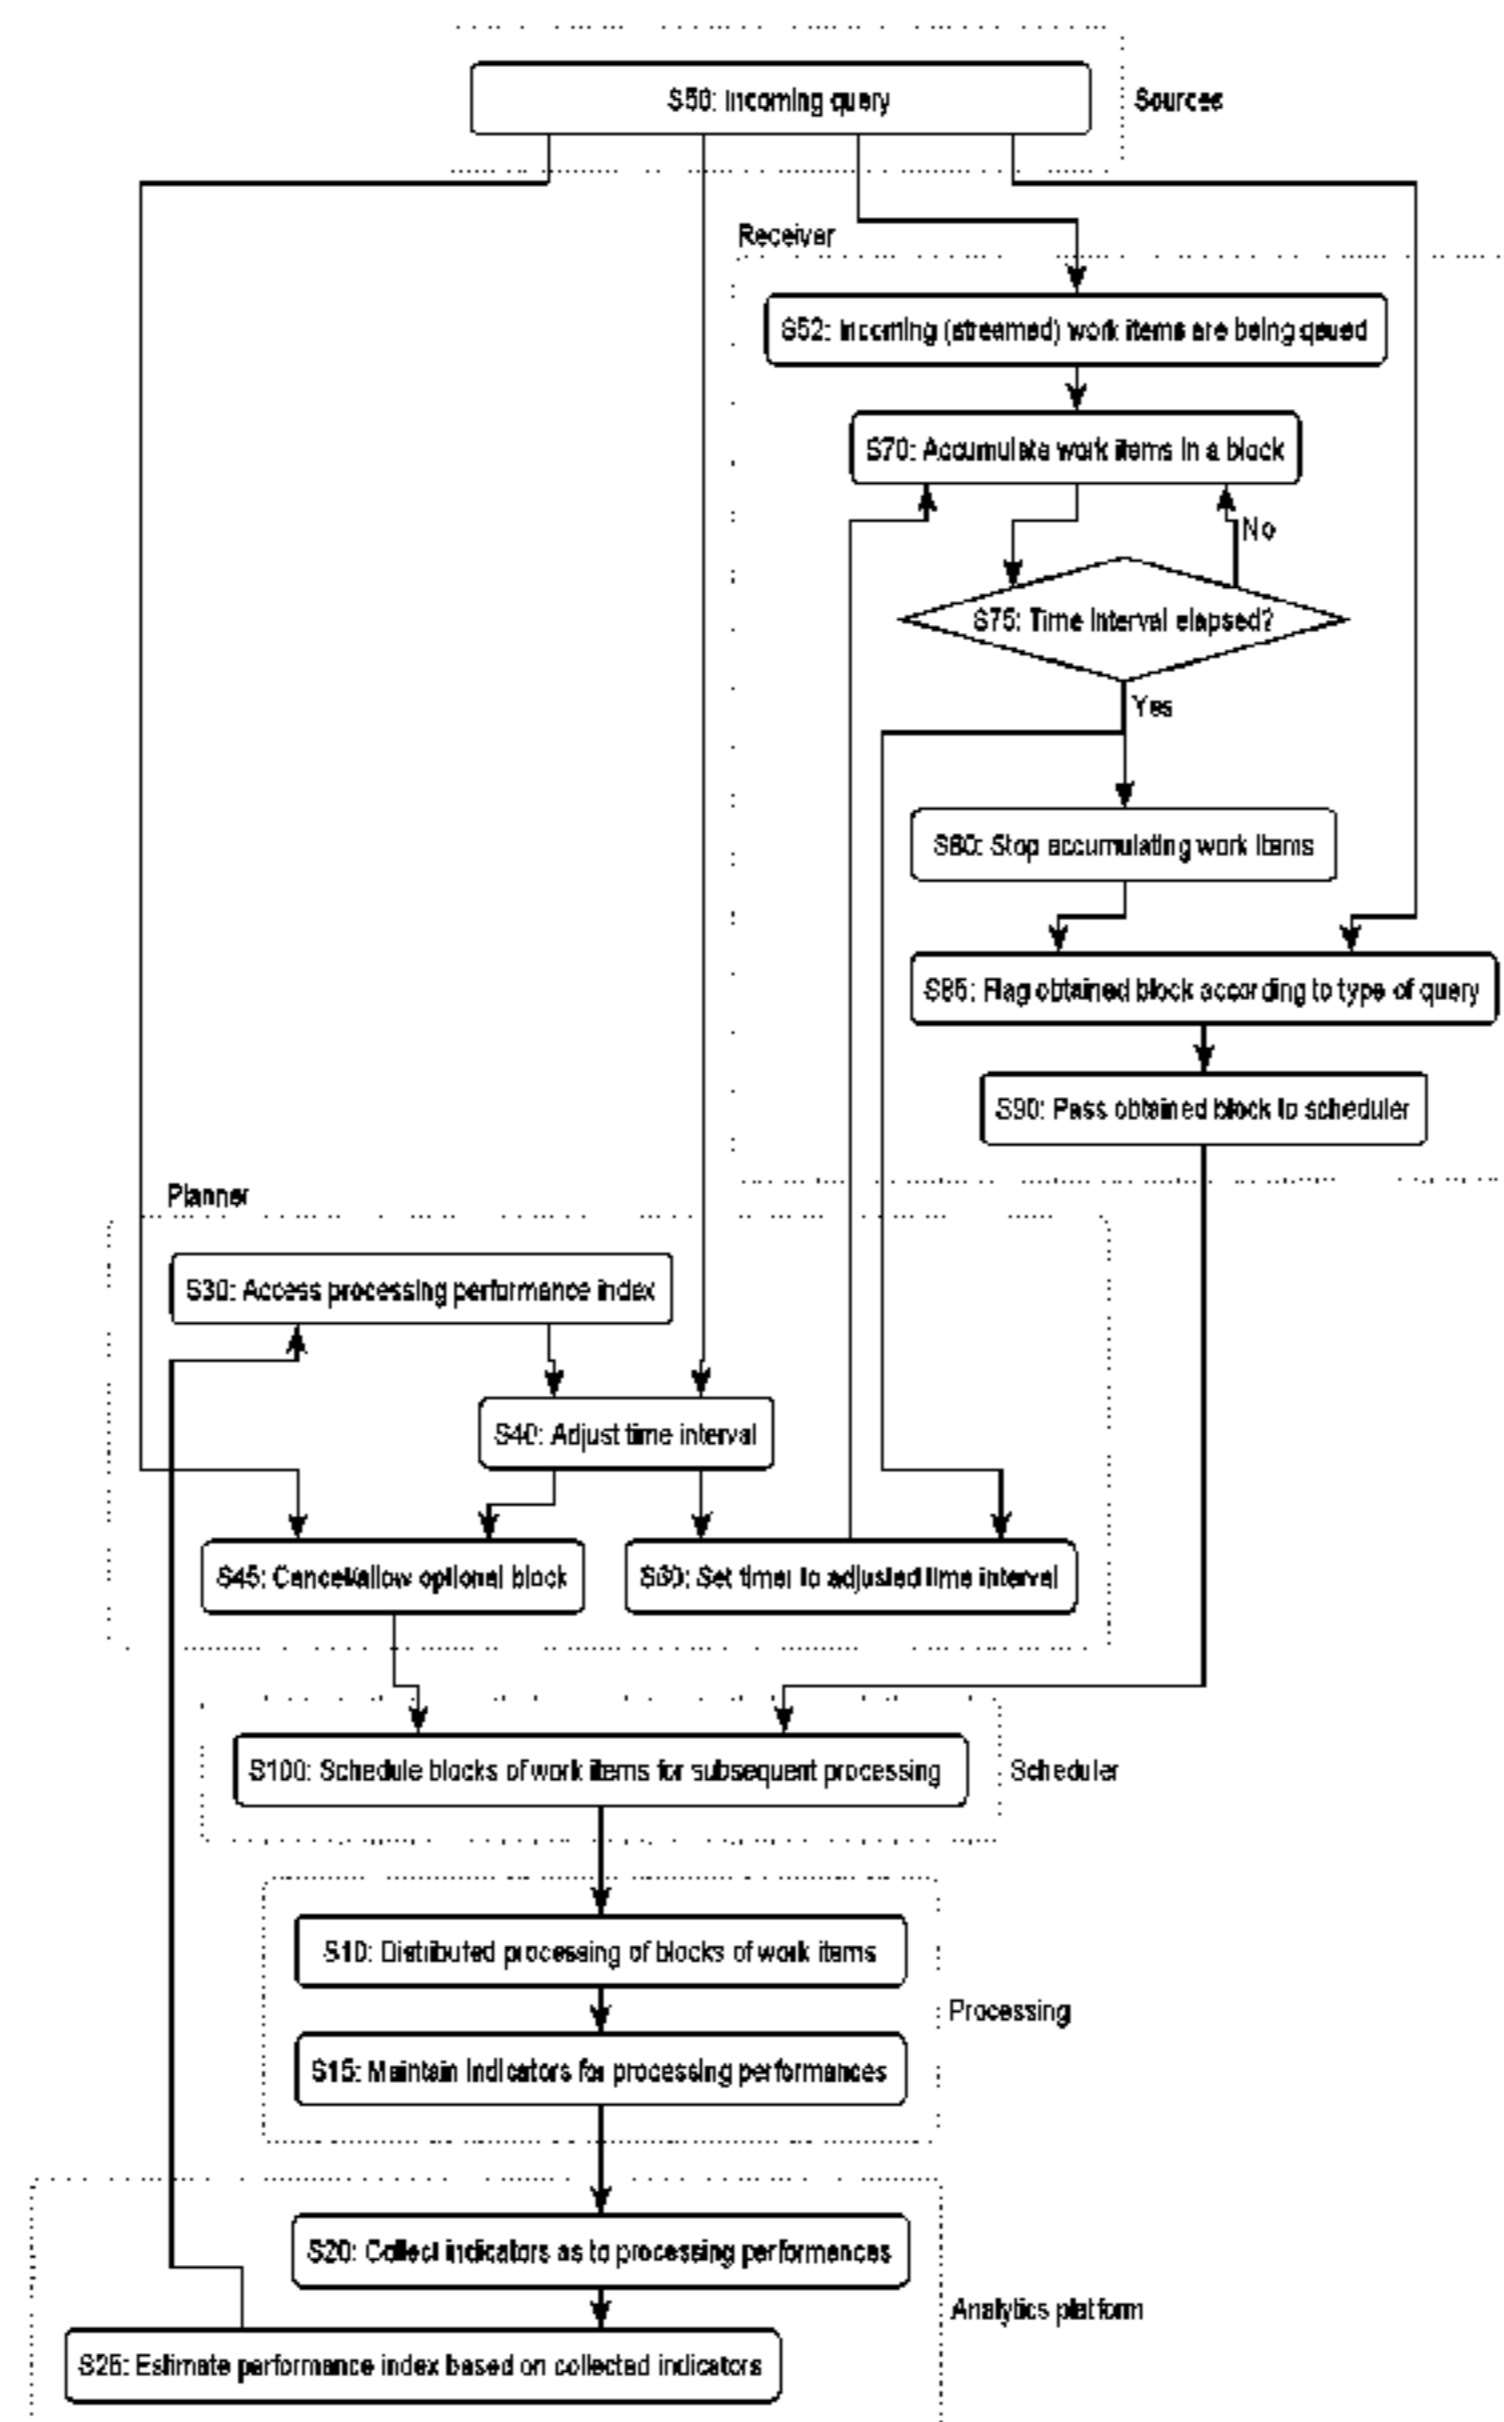 S50: Incoming query
Sources
Receiver
S52: Incoming (streamed) work items are being qeued
S70: Accumulate work items in a block
No
S75: Time interval elapsed?
Yes
S80: Stop accumulating work items
S85: Flag obtained block according to type of query
S90: Pass obtained block to scheduler
Planner
S30: Access processing performance index
S40: Adjust time interval
S45: Cancel/allow optional block
S60: Set timer to adjusted time interval
S100: Schedule blocks of work items for subsequent processing
Scheduler
S10: Distributed processing of blocks of work items
Processing
S15: Maintain indicators for processing performances
S20: Collect indicators as to processing performances
Analytics platform
S25: Estimate performance index based on collected indicators